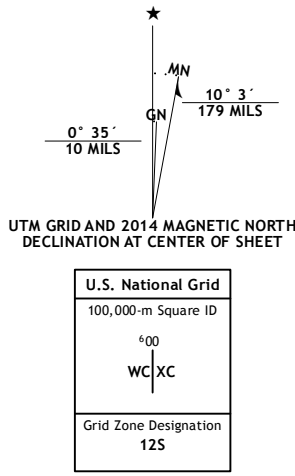 ★
MN
10° 3´
179 MILS
GN
0° 35´
10 MILS
UTM GRID AND 2014 MAGNETIC NORTH
DECLINATION AT CENTER OF SHEET
U.S. National Grid
100,000-m Square ID
⁶00
WC XC
Grid Zone Designation
12S